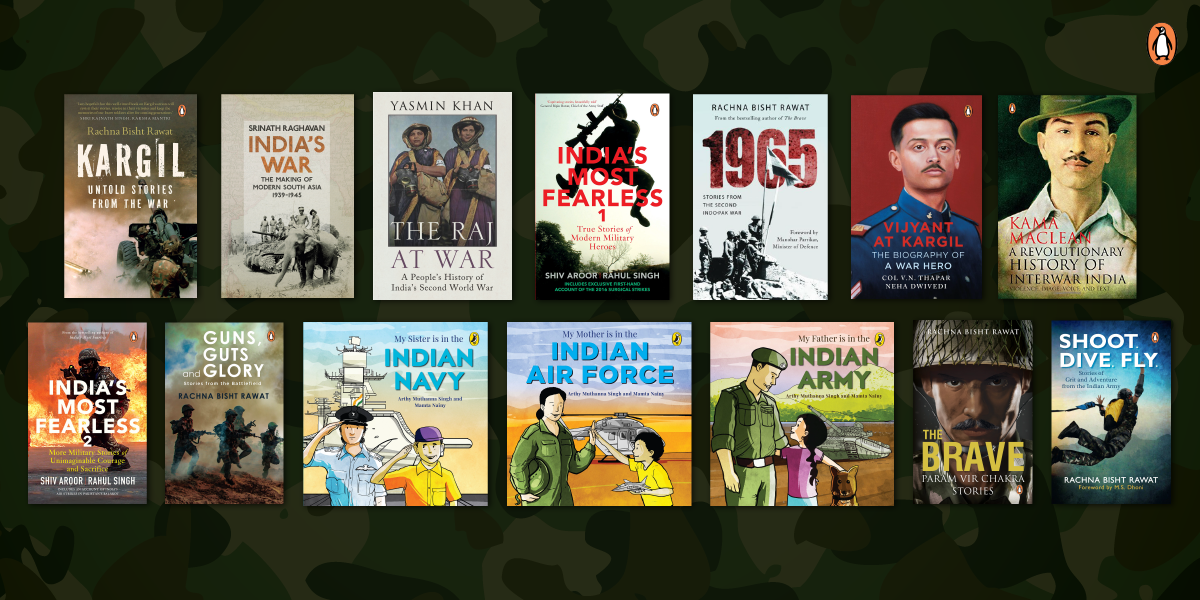 Rachna Bisht Rawat
KARGIL
UNTOLD STORIES
FROM THE WAR
SRINATH RAGHAVAN
INDIA'S
WAR
THE MAKING OF
MODERN SOUTH ASIA
1939–1945
YASMIN KHAN
THE RAJ
AT WAR
A People's History of
India's Second World War
INDIA'S
MOST
FEARLESS
1
True Stories of
Modern Military
Heroes
SHIV AROOR RAHUL SINGH
INCLUDES EXCLUSIVE FIRST-HAND
ACCOUNT OF THE 2016 SURGICAL STRIKES
RACHNA BISHT RAWAT
From the bestselling author of The Brave
1965
STORIES FROM
THE SECOND
INDO-PAK WAR
Foreword by
Manohar Parrikar,
Minister of Defence
VIJYANT
AT KARGIL
THE BIOGRAPHY OF
A WAR HERO
COL V.N. THAPAR
NEHA DWIVEDI
KAMA
MACLEAN
A REVOLUTIONARY
HISTORY OF
INTERWAR INDIA
VIOLENCE, IMAGE, VOICE AND TEXT
INDIA'S
MOST
FEARLESS
2
More Military Stories of
Unimaginable Courage
and Sacrifice
SHIV AROOR RAHUL SINGH
GUNS,
GUTS
and GLORY
Stories from the Battlefield
RACHNA BISHT RAWAT
My Sister is in the
INDIAN
NAVY
Arthy Muthanna Singh and
Mamta Nainy
My Mother is in the
INDIAN
AIR FORCE
Arthy Muthanna Singh and Mamta Nainy
My Father is in the
INDIAN
ARMY
Arthy Muthanna Singh and Mamta Nainy
RACHNA BISHT RAWAT
THE
BRAVE
PARAM VIR CHAKRA
STORIES
SHOOT.
DIVE. FLY.
Stories of
Grit and Adventure
from the Indian Army
RACHNA BISHT RAWAT
Foreword by M.S. Dhoni